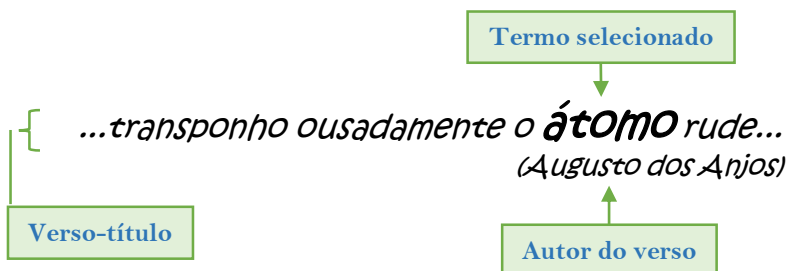 Termo selecionado
...transponho ousadamente o átomo rude...
(Augusto dos Anjos)
Verso-título
Autor do verso